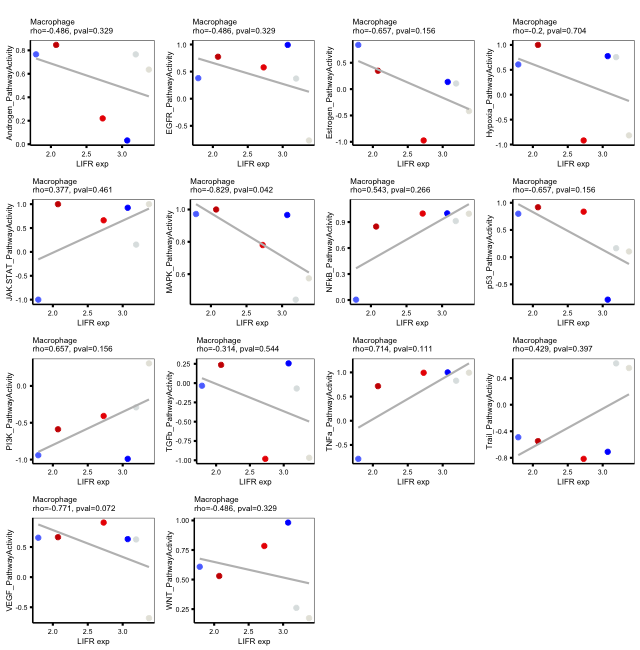 Macrophage
rho=-0.486, pval=0.329
Androgen_PathwayActivity
0.8
0.6
0.4
0.2
0.0
2.0 2.5 3.0
LIFR exp
Macrophage
rho=-0.486, pval=0.329
EGFR_PathwayActivity
1.0
0.5
0.0
-0.5
2.0 2.5 3.0
LIFR exp
Macrophage
rho=-0.657, pval=0.156
Estrogen_PathwayActivity
0.5
0.0
-0.5
-1.0
2.0 2.5 3.0
LIFR exp
Macrophage
rho=-0.2, pval=0.704
Hypoxia_PathwayActivity
1.0
0.5
0.0
-0.5
-1.0
2.0 2.5 3.0
LIFR exp
Macrophage
rho=0.377, pval=0.461
JAK.STAT_PathwayActivity
1.0
0.5
0.0
-0.5
-1.0
2.0 2.5 3.0
LIFR exp
Macrophage
rho=-0.829, pval=0.042
MAPK_PathwayActivity
1.0
0.8
0.6
2.0 2.5 3.0
LIFR exp
Macrophage
rho=0.543, pval=0.266
NFkB_PathwayActivity
0.9
0.6
0.3
0.0
2.0 2.5 3.0
LIFR exp
Macrophage
rho=-0.657, pval=0.156
p53_PathwayActivity
0.5
0.0
-0.5
2.0 2.5 3.0
LIFR exp
Macrophage
rho=0.657, pval=0.156
PI3K_PathwayActivity
0.0
-0.5
-1.0
2.0 2.5 3.0
LIFR exp
Macrophage
rho=-0.314, pval=0.544
TGFb_PathwayActivity
0.25
0.00
-0.25
-0.50
-0.75
-1.00
2.0 2.5 3.0
LIFR exp
Macrophage
rho=0.714, pval=0.111
TNFa_PathwayActivity
1.0
0.5
0.0
-0.5
2.0 2.5 3.0
LIFR exp
Macrophage
rho=0.429, pval=0.397
Trail_PathwayActivity
0.4
0.0
-0.4
-0.8
2.0 2.5 3.0
LIFR exp
Macrophage
rho=-0.771, pval=0.072
VEGF_PathwayActivity
0.5
0.0
-0.5
2.0 2.5 3.0
LIFR exp
Macrophage
rho=-0.486, pval=0.329
WNT_PathwayActivity
1.00
0.75
0.50
0.25
2.0 2.5 3.0
LIFR exp